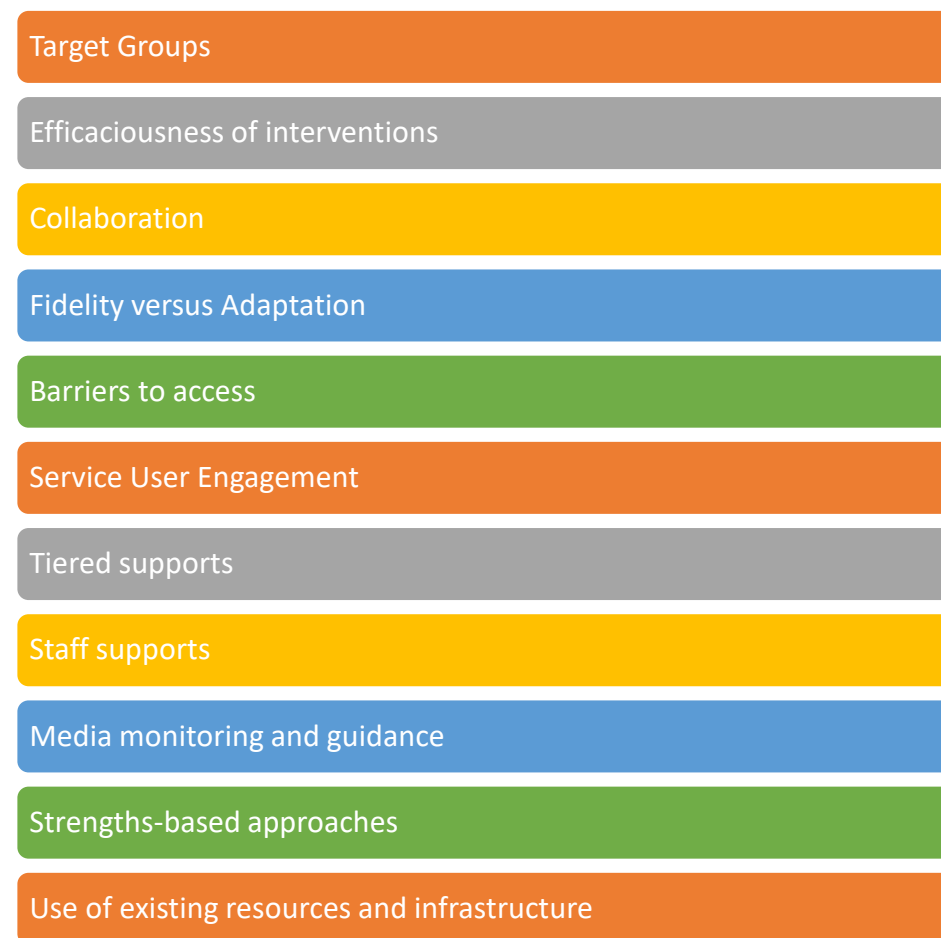 Target Groups
Efficaciousness of interventions
Collaboration
Fidelity versus Adaptation
Barriers to access
Service User Engagement
Tiered supports
Staff supports
Media monitoring and guidance
Strengths-based approaches
Use of existing resources and infrastructure